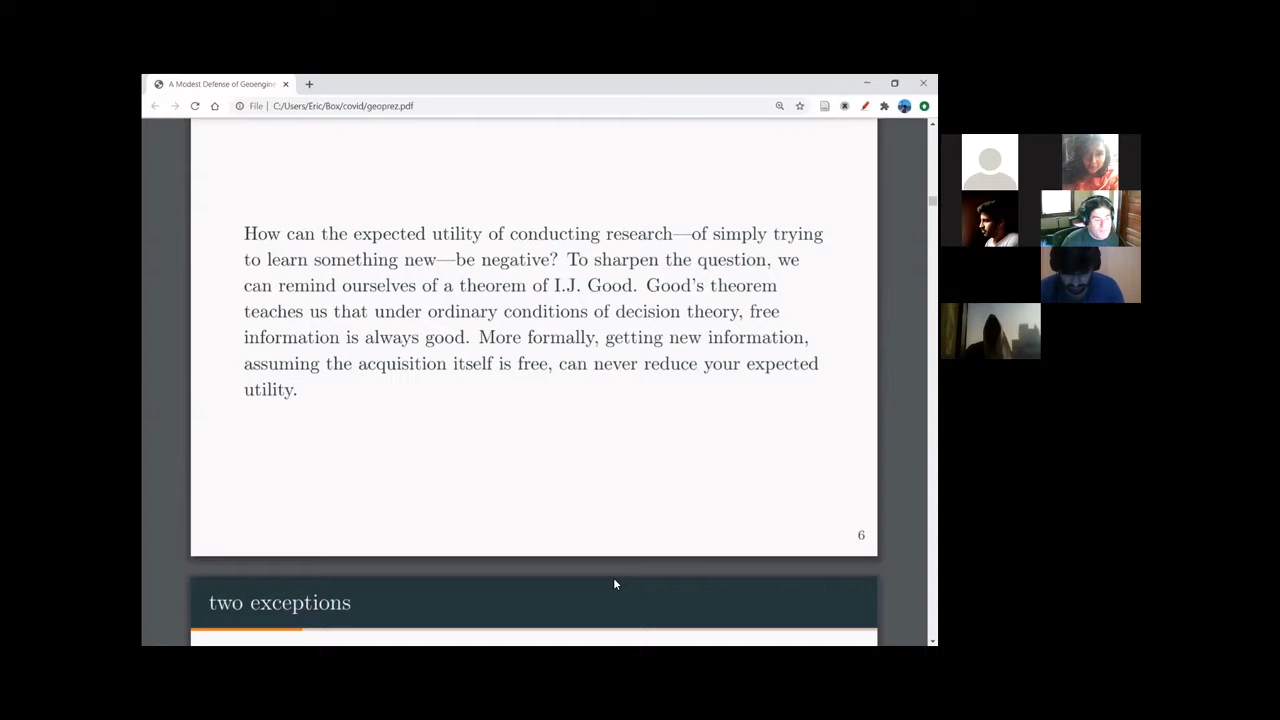 A Modest Defense of Geoengine
File
C:/Users/Eric/Box/covid/geoprez.pdf
How can the expected utility of conducting research—of simply trying
to learn something new—be negative? To sharpen the question, we
can remind ourselves of a theorem of I.J. Good. Good's theorem
teaches us that under ordinary conditions of decision theory, free
information is always good. More formally, getting new information,
assuming the acquisition itself is free, can never reduce your expected
utility.
6
two exceptions